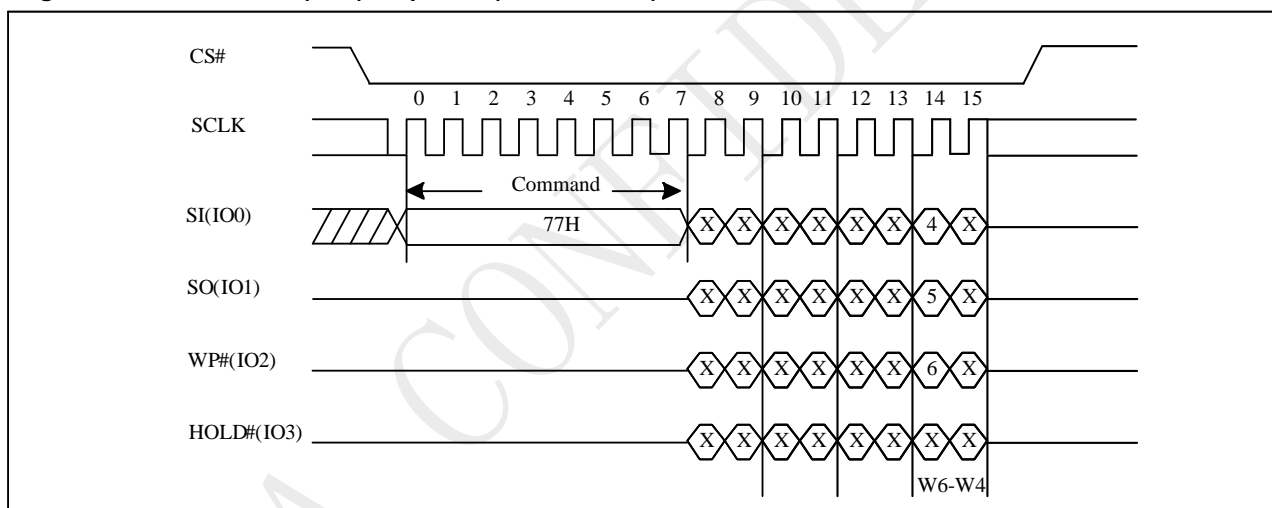 CS#
0 1 2 3 4 5 6 7 8 9 10 11 12 13 14 15
SCLK
Command
SI(IO0) 77H X X X X X X 4 X
SO(IO1) X X X X X X 5 X
WP#(IO2) X X X X X X 6 X
HOLD#(IO3) X X X X X X X X
W6-W4